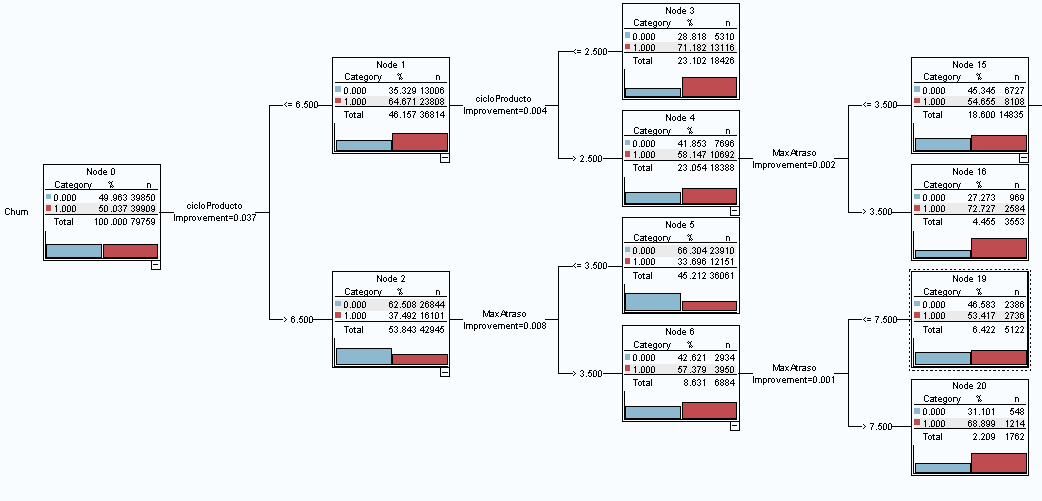 Churn
Node 0
Category % n
0.000 49.963 39850
1.000 50.037 39909
Total 100.000 79759
cicloProducto
Improvement=0.037
<= 6.500
> 6.500
Node 1
Category % n
0.000 35.329 13006
1.000 64.671 23808
Total 46.157 36814
cicloProducto
Improvement=0.004
<= 2.500
> 2.500
Node 2
Category % n
0.000 62.508 26844
1.000 37.492 16101
Total 53.843 42945
MaxAtraso
Improvement=0.008
<= 3.500
> 3.500
Node 3
Category % n
0.000 28.818 5310
1.000 71.182 13116
Total 23.102 18426
Node 4
Category % n
0.000 41.853 7696
1.000 58.147 10692
Total 23.054 18388
MaxAtraso
Improvement=0.002
<= 3.500
> 3.500
Node 5
Category % n
0.000 66.304 23910
1.000 33.696 12151
Total 45.212 36061
Node 6
Category % n
0.000 42.621 2934
1.000 57.379 3950
Total 8.631 6884
MaxAtraso
Improvement=0.001
<= 7.500
> 7.500
Node 15
Category % n
0.000 45.345 6727
1.000 54.655 8108
Total 18.600 14835
Node 16
Category % n
0.000 27.273 969
1.000 72.727 2584
Total 4.455 3553
Node 19
Category % n
0.000 46.583 2386
1.000 53.417 2736
Total 6.422 5122
Node 20
Category % n
0.000 31.101 548
1.000 68.899 1214
Total 2.209 1762